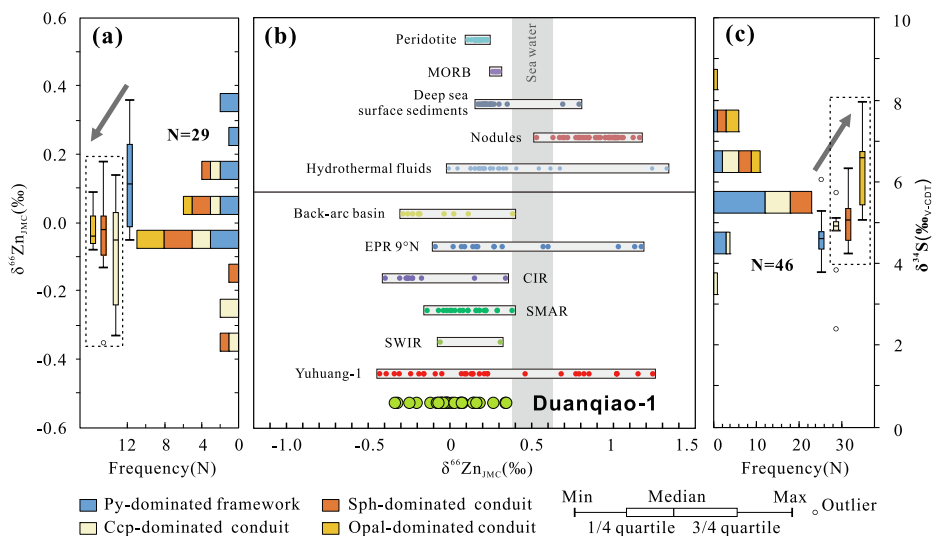 (a)
(b)
(c)
0.6
0.4
0.2
0.0
-0.2
-0.4
-0.6
δ⁶⁶Zn_JMC(‰)
N=29
12
8
4
0
Frequency(N)
Peridotite
MORB
Deep sea
surface sediments
Nodules
Hydrothermal fluids
Sea water
Back-arc basin
EPR 9°N
CIR
SMAR
SWIR
Yuhuang-1
Duanqiao-1
-1.0
-0.5
0
0.5
1.0
1.5
δ⁶⁶Zn_JMC(‰)
N=46
0
10
20
30
Frequency(N)
10
8
6
4
2
0
δ³⁴S(‰_V-CDT)
Py-dominated framework
Sph-dominated conduit
Ccp-dominated conduit
Opal-dominated conduit
Min
Median
Max
Outlier
1/4 quartile
3/4 quartile